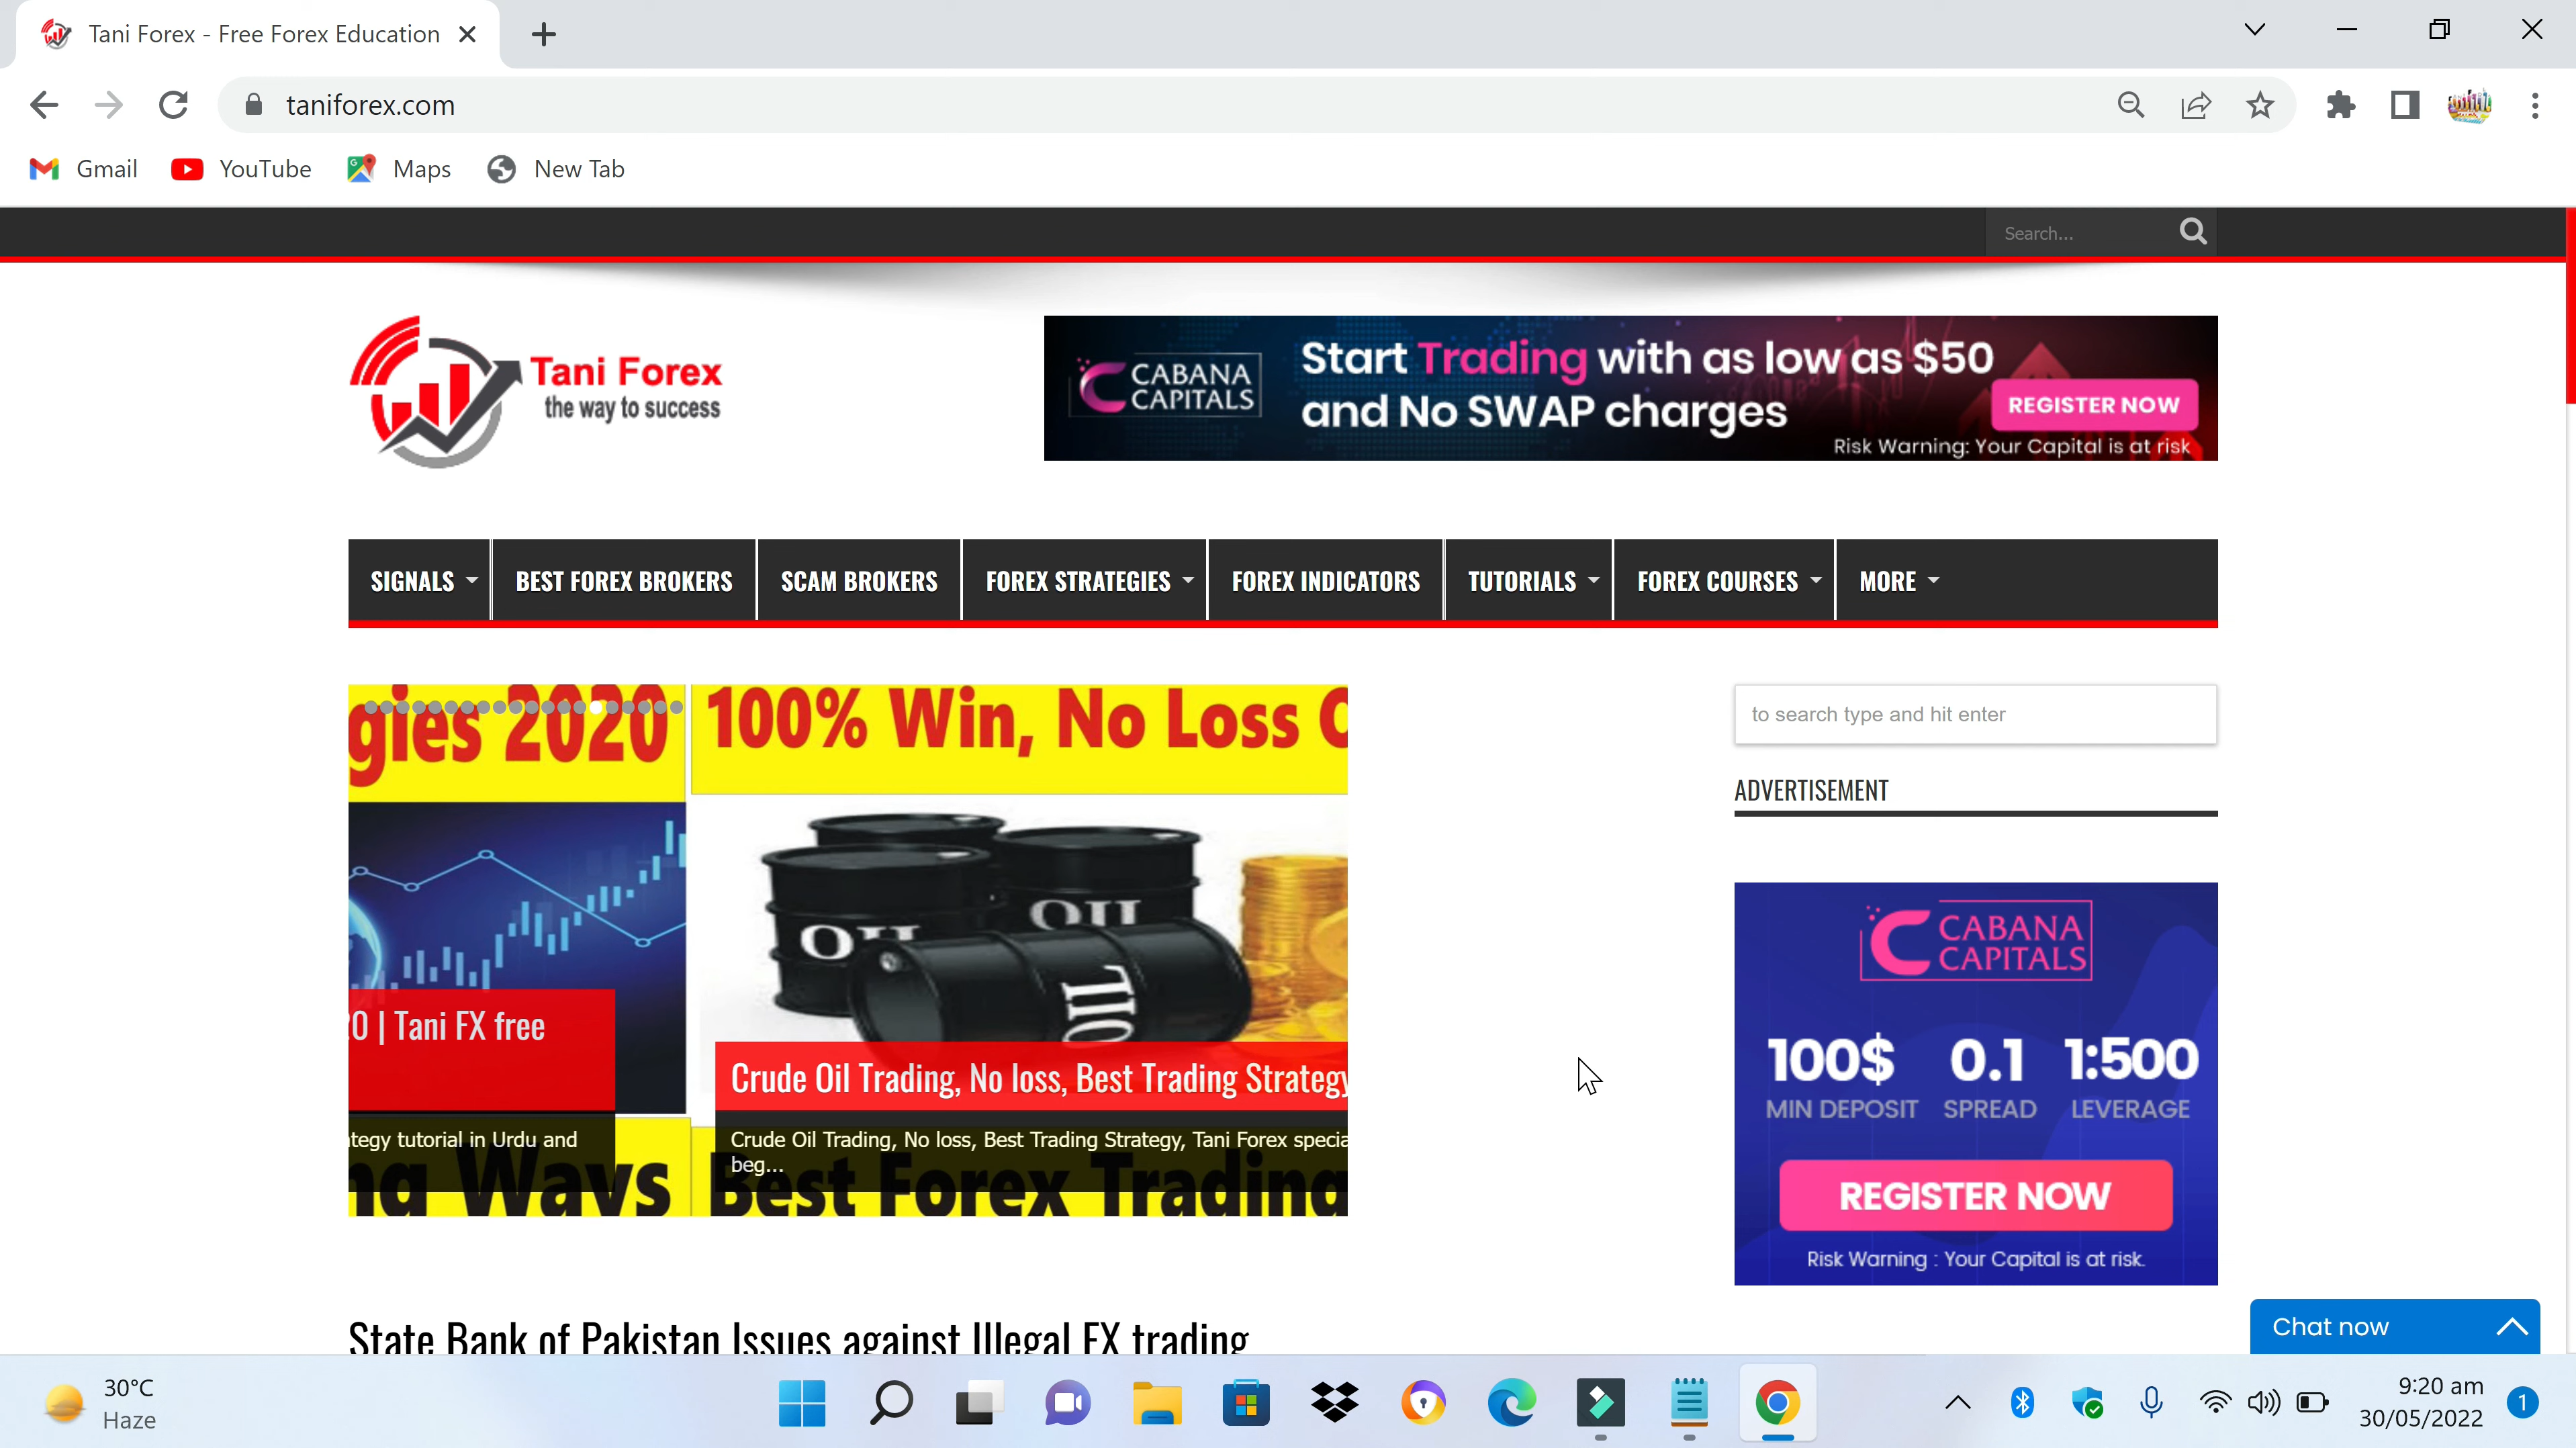 Tani Forex - Free Forex Education
taniforex.com
Gmail
YouTube
Maps
New Tab
Search...
Tani Forex
the way to success
CABANA
CAPITALS
Start Trading with as low as $50
and No SWAP charges
REGISTER NOW
Risk Warning: Your Capital is at risk
SIGNALS
BEST FOREX BROKERS
SCAM BROKERS
FOREX STRATEGIES
FOREX INDICATORS
TUTORIALS
FOREX COURSES
MORE
gies 2020
100% Win, No Loss
OIL
OIL
OIL
0 | Tani FX free
tegy tutorial in Urdu and
ng Ways
Crude Oil Trading, No loss, Best Trading Strategy
Crude Oil Trading, No loss, Best Trading Strategy, Tani Forex specia
beg...
Best Forex Trading
to search type and hit enter
ADVERTISEMENT
CABANA
CAPITALS
100$ 0.1 1:500
MIN DEPOSIT SPREAD LEVERAGE
REGISTER NOW
Risk Warning : Your Capital is at risk.
State Bank of Pakistan Issues against Illegal FX trading
Chat now
30°C
Haze
9:20 am
30/05/2022
1